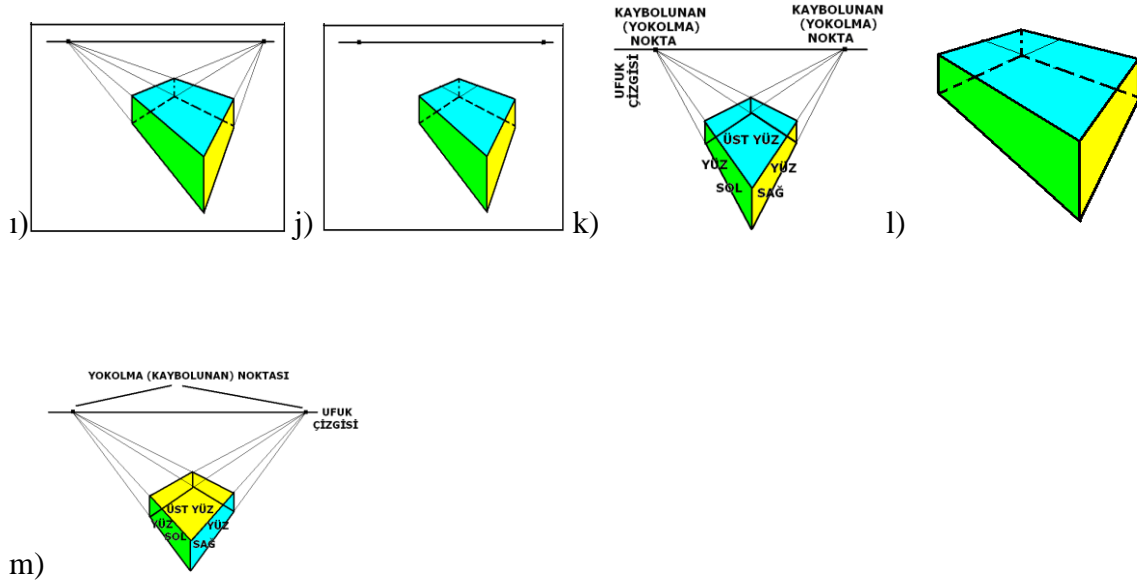 KAYBOLUNAN
(YOKOLMA)
NOKTA
KAYBOLUNAN
(YOKOLMA)
NOKTA
UFUK
ÇİZGİSİ
ÜST YÜZ
YÜZ
YÜZ
SOL
SAĞ
ı)
j)
k)
l)
YOKOLMA (KAYBOLUNAN) NOKTASI
UFUK
ÇİZGİSİ
ÜST YÜZ
YÜZ
YÜZ
SOL
SAĞ
m)